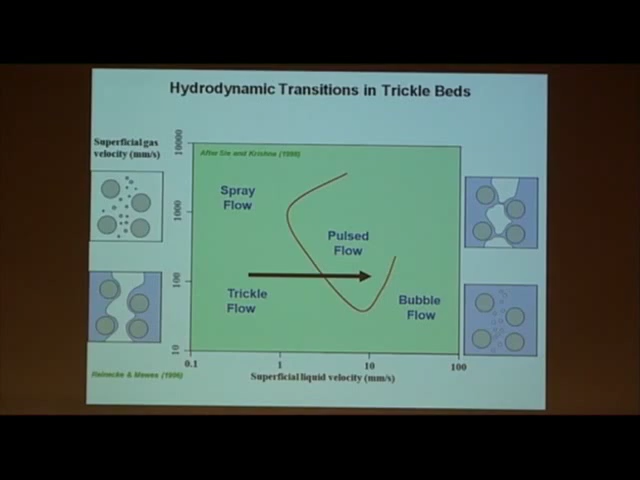 Hydrodynamic Transitions in Trickle Beds
Superficial gas
velocity (mm/s)
10000
1000
100
10
After Sie and Krishna (1998)
Spray
Flow
Pulsed
Flow
Trickle
Flow
Bubble
Flow
0.1
1
10
100
Superficial liquid velocity (mm/s)
Reinecke & Mewes (1996)